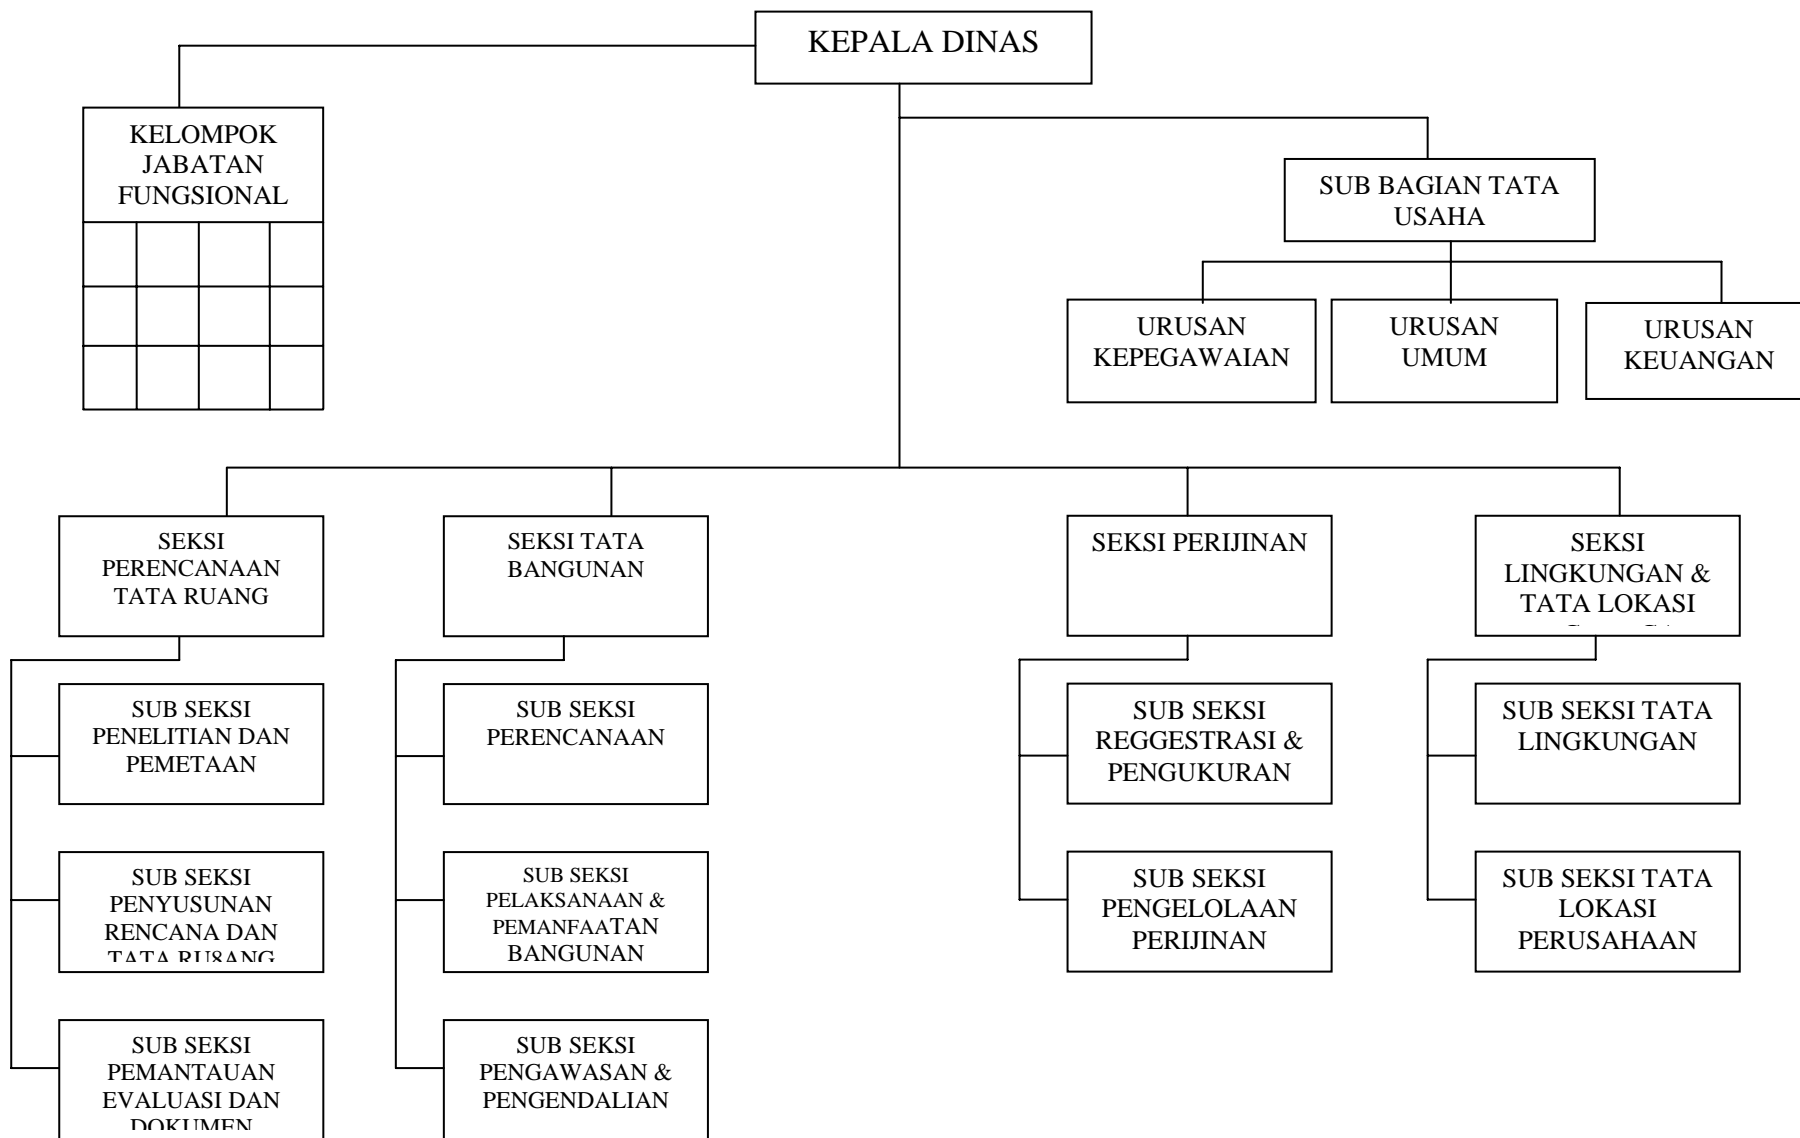 KEPALA DINAS
KELOMPOK
JABATAN
FUNGSIONAL
SUB BAGIAN TATA
USAHA
URUSAN
KEPEGAWAIAN
URUSAN
UMUM
URUSAN
KEUANGAN
SEKSI
PERENCANAAN
TATA RUANG
SEKSI TATA
BANGUNAN
SEKSI PERIJINAN
SEKSI
LINGKUNGAN &
TATA LOKASI
SUB SEKSI
PENELITIAN DAN
PEMETAAN
SUB SEKSI
PERENCANAAN
SUB SEKSI
REGGESTRASI &
PENGUKURAN
SUB SEKSI TATA
LINGKUNGAN
SUB SEKSI
PENYUSUNAN
RENCANA DAN
TATA RU8ANG
SUB SEKSI
PELAKSANAAN &
PEMANFAATAN
BANGUNAN
SUB SEKSI
PENGELOLAAN
PERIJINAN
SUB SEKSI TATA
LOKASI
PERUSAHAAN
SUB SEKSI
PEMANTAUAN
EVALUASI DAN
DOKUMEN
SUB SEKSI
PENGAWASAN &
PENGENDALIAN